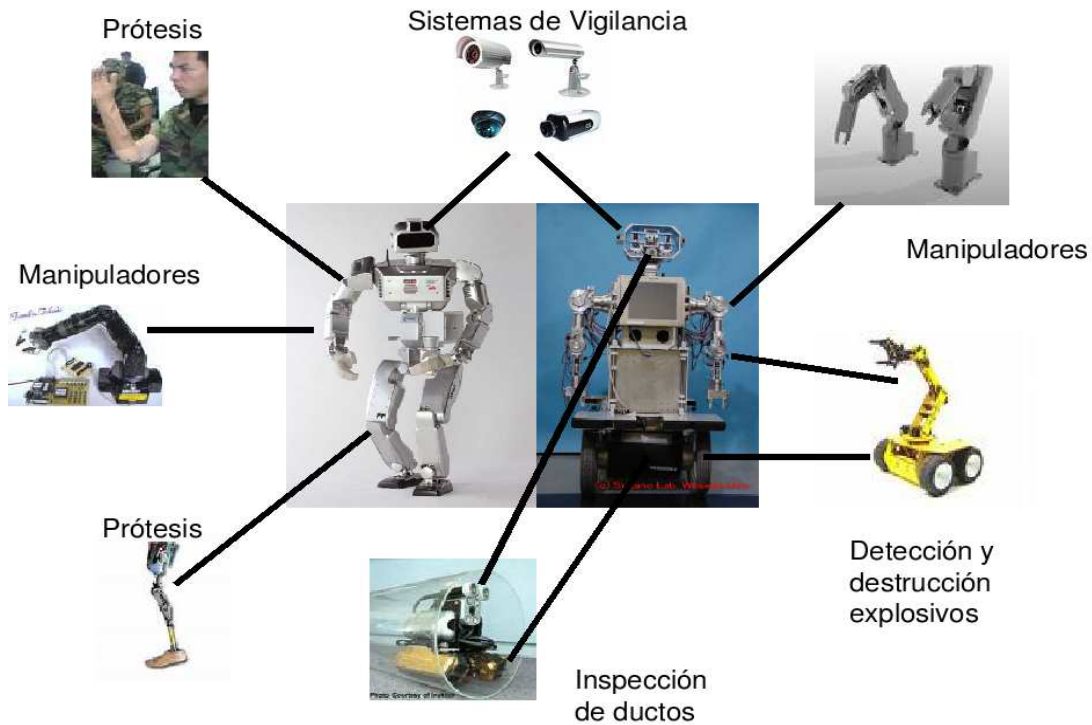 Prótesis
Sistemas de Vigilancia
Manipuladores
Manipuladores
Prótesis
Detección y
destrucción
explosivos
Inspección
de ductos